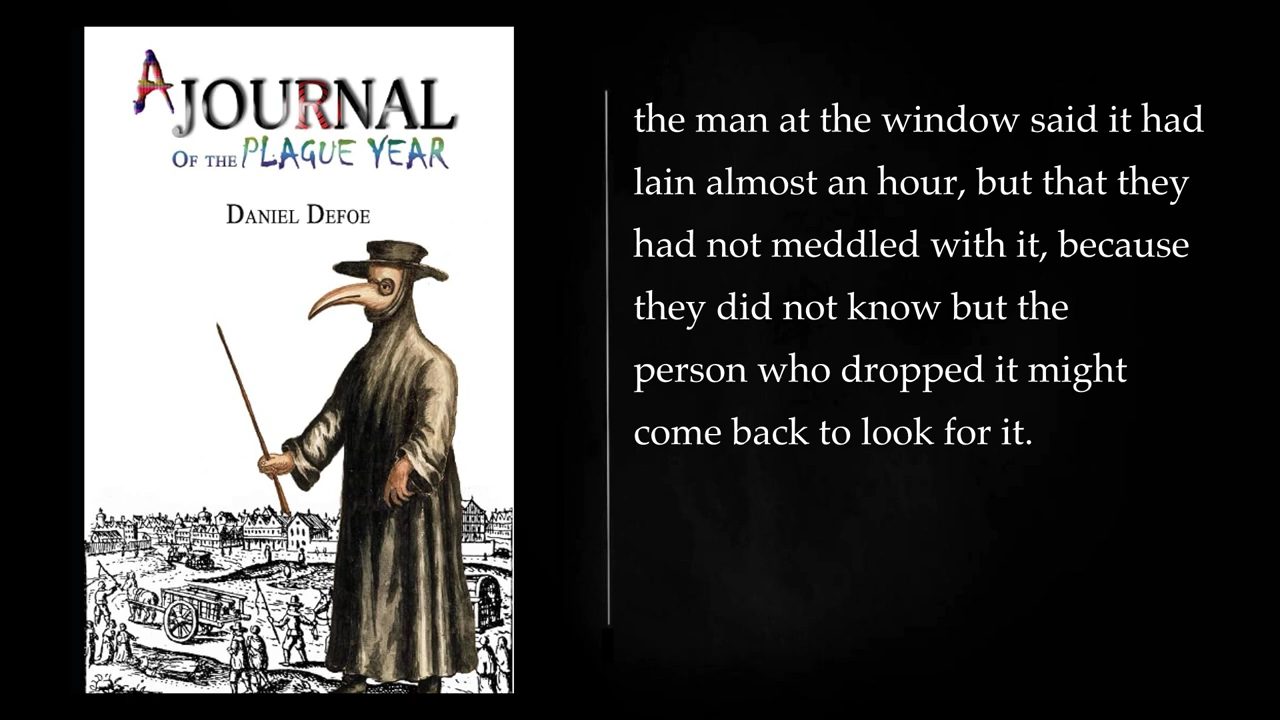 A JOURNAL
OF THE PLAGUE YEAR
DANIEL DEFOE
the man at the window said it had
lain almost an hour, but that they
had not meddled with it, because
they did not know but the
person who dropped it might
come back to look for it.